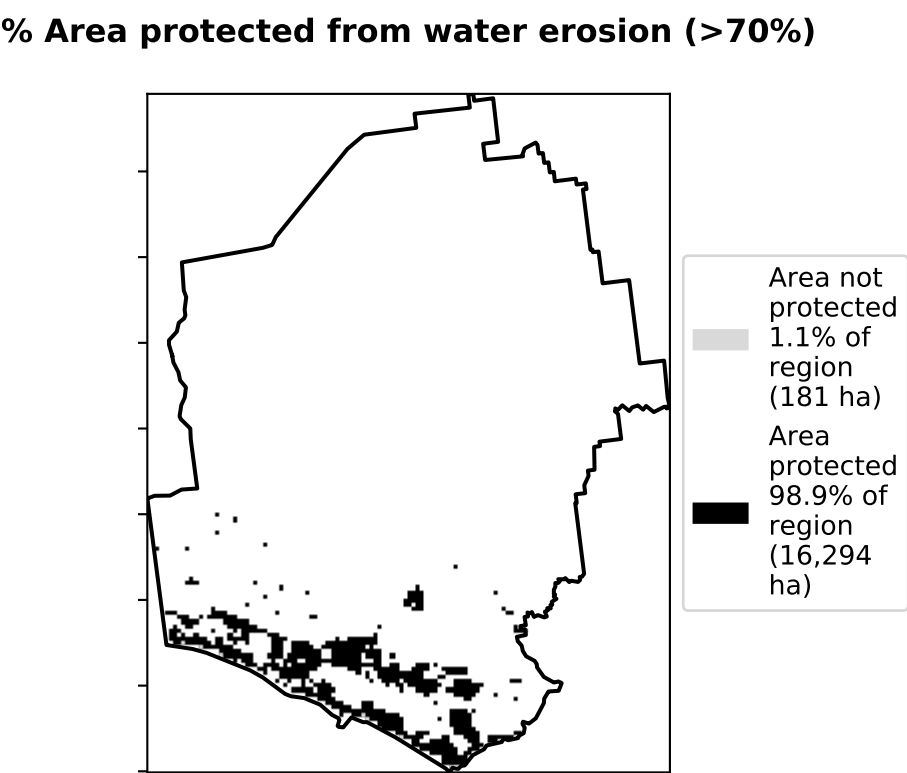 % Area protected from water erosion (>70%)
Area not
protected
1.1% of
region
(181 ha)
Area
protected
98.9% of
region
(16,294
ha)